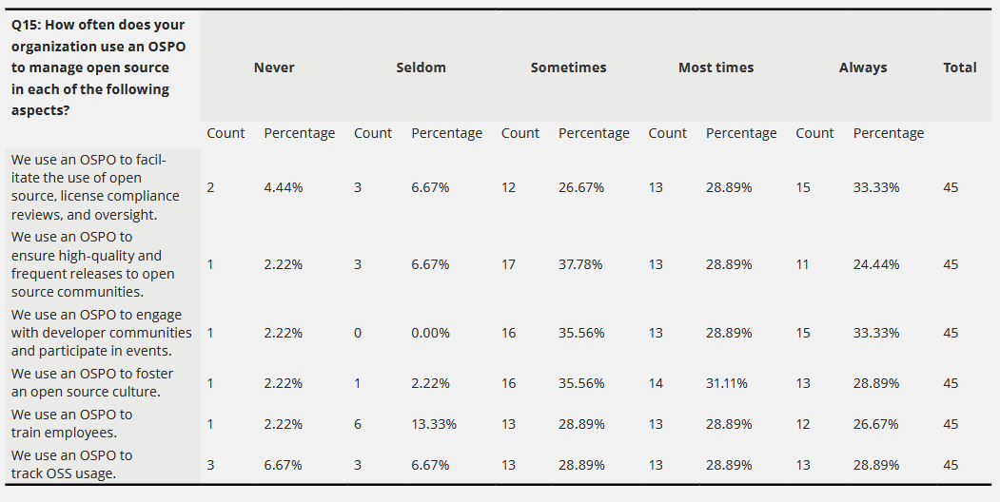 Q15: How often does your
organization use an OSPO
to manage open source
in each of the following
aspects?
Never Seldom Sometimes Most times Always Total
Count Percentage Count Percentage Count Percentage Count Percentage Count Percentage
We use an OSPO to facil-
itate the use of open
source, license compliance
reviews, and oversight.
2 4.44% 3 6.67% 12 26.67% 13 28.89% 15 33.33% 45
We use an OSPO to
ensure high-quality and
frequent releases to open
source communities.
1 2.22% 3 6.67% 17 37.78% 13 28.89% 11 24.44% 45
We use an OSPO to engage
with developer communities
and participate in events.
1 2.22% 0 0.00% 16 35.56% 13 28.89% 15 33.33% 45
We use an OSPO to foster
an open source culture.
1 2.22% 1 2.22% 16 35.56% 14 31.11% 13 28.89% 45
We use an OSPO to
train employees.
1 2.22% 6 13.33% 13 28.89% 13 28.89% 12 26.67% 45
We use an OSPO to
track OSS usage.
3 6.67% 3 6.67% 13 28.89% 13 28.89% 13 28.89% 45